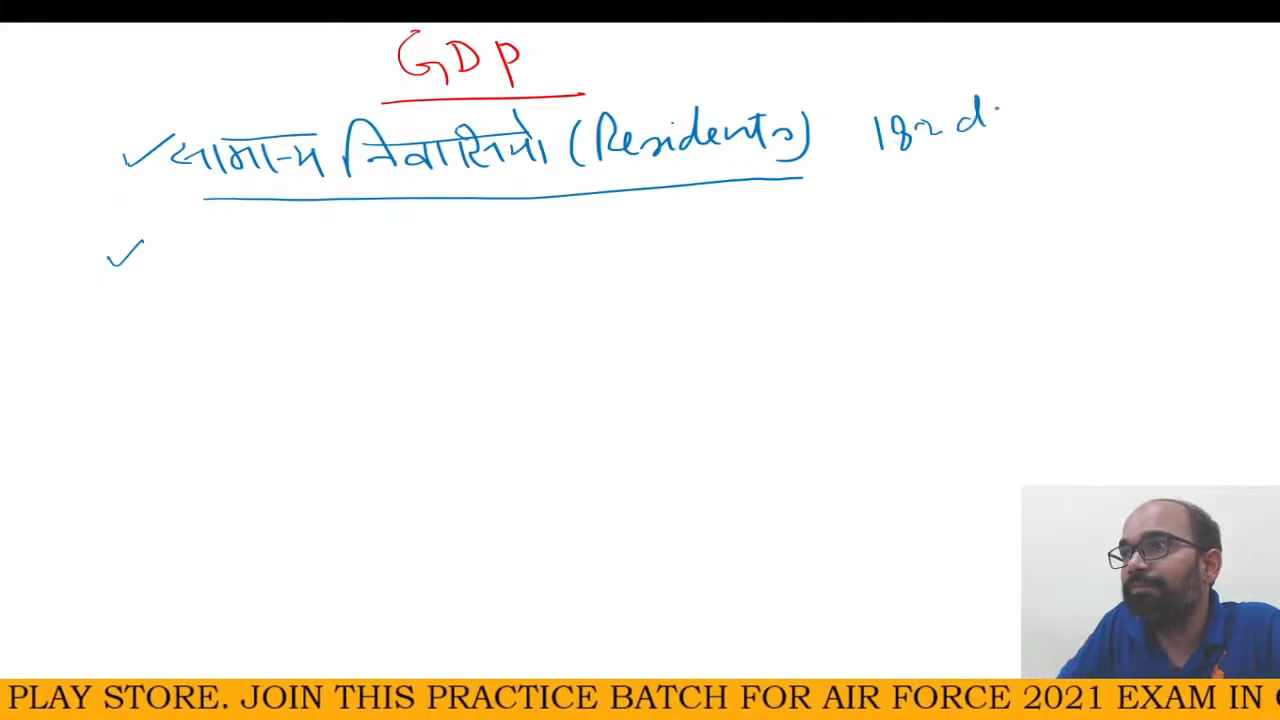 GDP
सामान्य निवासियो (Residents) 182 d
PLAY STORE. JOIN THIS PRACTICE BATCH FOR AIR FORCE 2021 EXAM IN